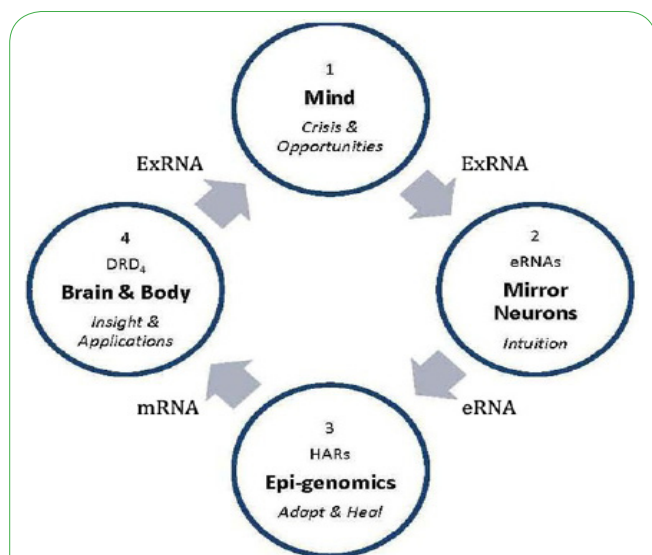 1
Mind
Crisis &
Opportunities
ExRNA
ExRNA
4
DRD4
Brain & Body
Insight &
Applications
2
eRNAs
Mirror
Neurons
Intuition
mRNA
eRNA
3
HARs
Epi-genomics
Adapt & Heal